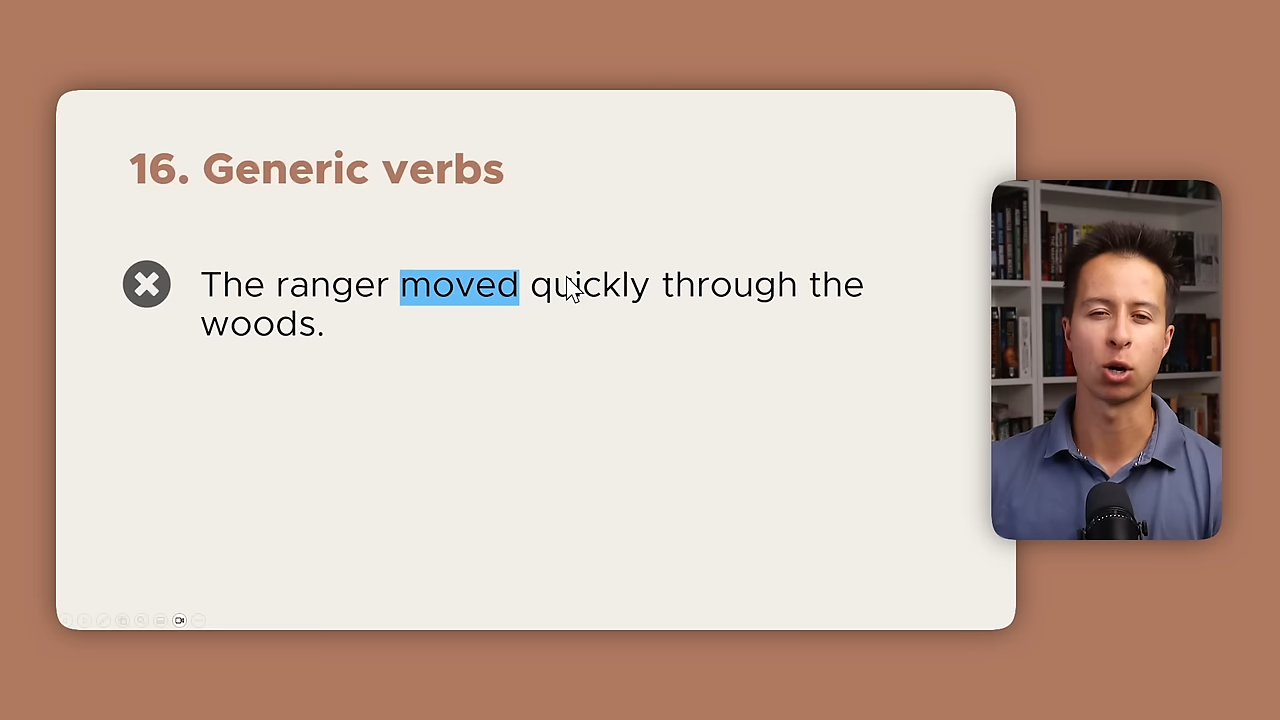 16. Generic verbs
The ranger moved quickly through the
woods.